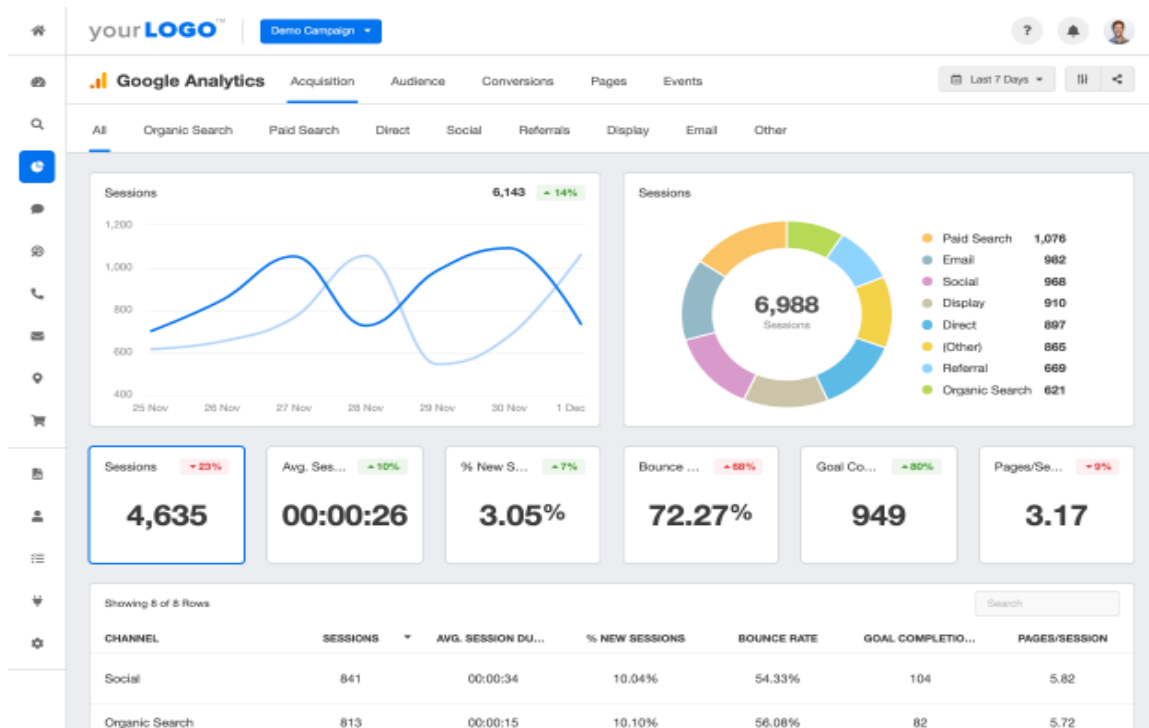 yourLOGO™
Demo Campaign
?
Google Analytics
Acquisition
Audience
Conversions
Pages
Events
Last 7 Days
All
Organic Search
Paid Search
Direct
Social
Referrals
Display
Email
Other
Sessions
6,143
14%
1,200
1,000
800
600
400
25 Nov
26 Nov
27 Nov
28 Nov
29 Nov
30 Nov
1 Dec
Sessions
6,988
Sessions
Paid Search 1,076
Email 982
Social 968
Display 910
Direct 897
(Other) 865
Referral 669
Organic Search 621
Sessions 23%
4,635
Avg. Ses... 10%
00:00:26
% New S... 7%
3.05%
Bounce ... 68%
72.27%
Goal Co... 80%
949
Pages/Se... 9%
3.17
Showing 8 of 8 Rows
Search
CHANNEL SESSIONS AVG. SESSION DU... % NEW SESSIONS BOUNCE RATE GOAL COMPLETIO... PAGES/SESSION
Social 841 00:00:34 10.04% 54.33% 104 5.82
Organic Search 813 00:00:15 10.10% 56.08% 82 5.72